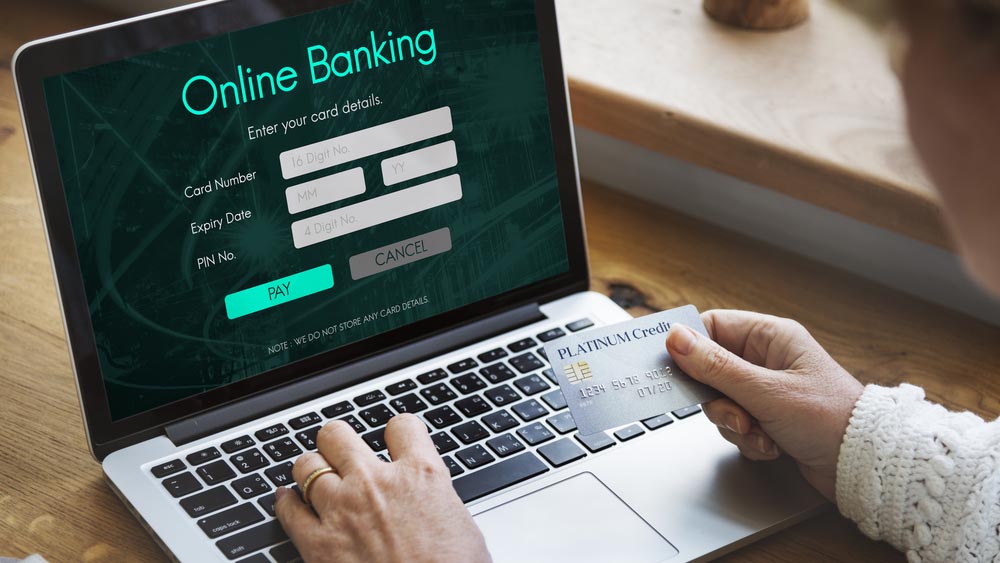 Online Banking
Enter your card details.
Card Number
16 Digit No.
Expiry Date
MM
YY
PIN No.
4 Digit No.
PAY
CANCEL
NOTE : WE DO NOT STORE ANY CARD DETAILS.
PLATINUM Credit
1234 5678 9012
07/20